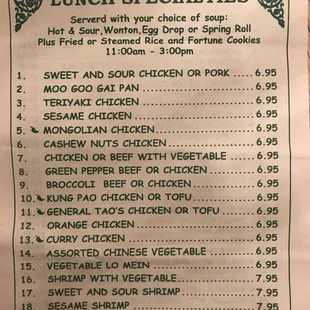 LUNCH SPECIALTIES
Serverd with your choice of soup:
Hot & Sour,Wonton,Egg Drop or Spring Roll
Plus Fried or Steamed Rice and Fortune Cookies
11:00am - 3:00pm
1. SWEET AND SOUR CHICKEN OR PORK ..... 6.95
2. MOO GOO GAI PAN ..... 6.95
3. TERIYAKI CHICKEN ..... 6.95
4. SESAME CHICKEN ..... 6.95
5. MONGOLIAN CHICKEN ..... 6.95
6. CASHEW NUTS CHICKEN ..... 6.95
7. CHICKEN OR BEEF WITH VEGETABLE ..... 6.95
8. GREEN PEPPER BEEF OR CHICKEN ..... 6.95
9. BROCCOLI BEEF OR CHICKEN ..... 6.95
10. KUNG PAO CHICKEN OR TOFU ..... 6.95
11. GENERAL TAO'S CHICKEN OR TOFU ..... 6.95
12. ORANGE CHICKEN ..... 6.95
13. CURRY CHICKEN ..... 6.95
14. ASSORTED CHINESE VEGETABLE ..... 6.95
15. VEGETABLE LO MEIN ..... 6.95
16. SHRIMP WITH VEGETABLE ..... 7.95
17. SWEET AND SOUR SHRIMP ..... 7.95
18. SESAME SHRIMP ..... 7.95